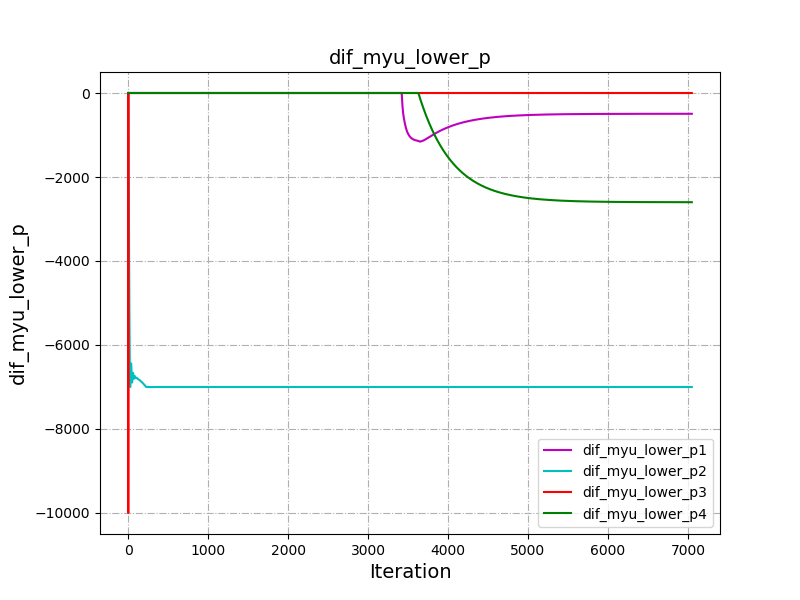 dif_myu_lower_p
dif_myu_lower_p
0
−2000
−4000
−6000
−8000
−10000
0 1000 2000 3000 4000 5000 6000 7000
Iteration
dif_myu_lower_p1
dif_myu_lower_p2
dif_myu_lower_p3
dif_myu_lower_p4